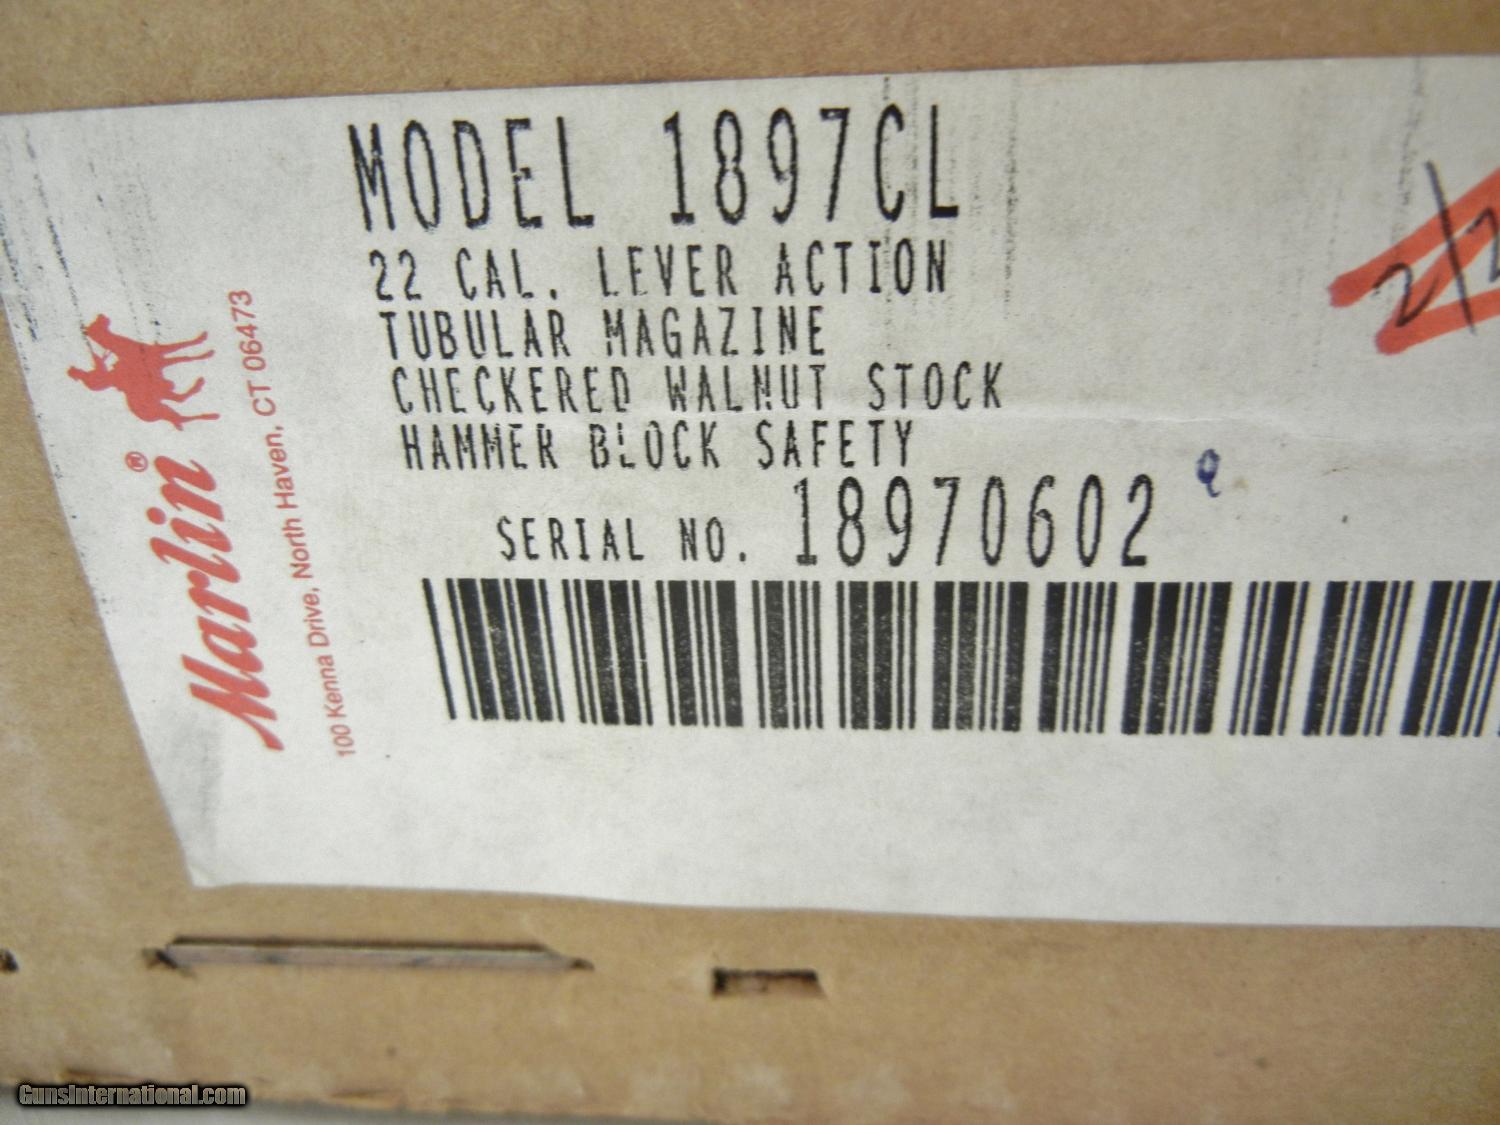 MODEL 1897CL
22 CAL. LEVER ACTION
TUBULAR MAGAZINE
CHECKERED WALNUT STOCK
HAMMER BLOCK SAFETY
SERIAL NO. 18970602
Marlin®
100 Kenna Drive, North Haven, CT 06473
GunsInternational.com